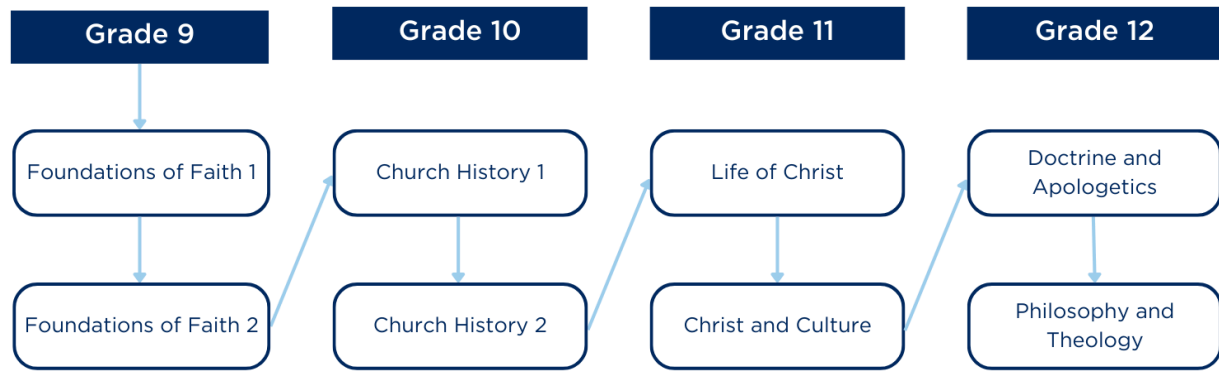 Grade 9
Foundations of Faith 1
Foundations of Faith 2
Grade 10
Church History 1
Church History 2
Grade 11
Life of Christ
Christ and Culture
Grade 12
Doctrine and
Apologetics
Philosophy and
Theology